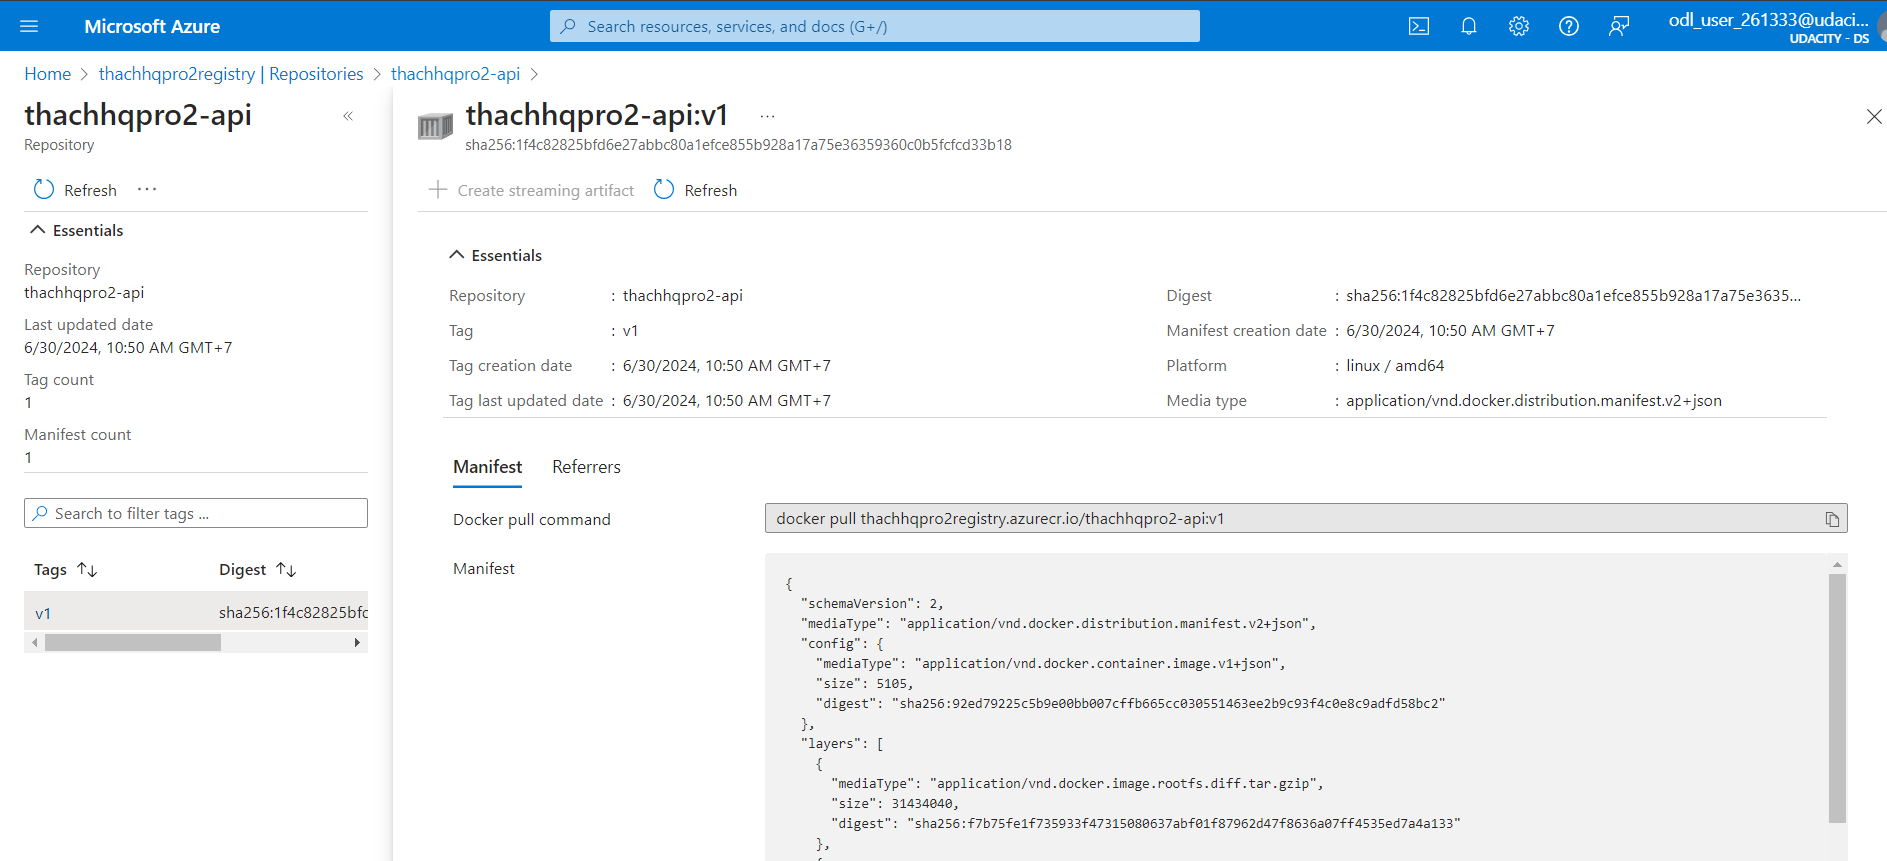 Microsoft Azure
Search resources, services, and docs (G+/)
odl_user_261333@udaci...
UDACITY - DS
Home > thachhqpro2registry | Repositories > thachhqpro2-api >
thachhqpro2-api
Repository
Refresh ...
Essentials
Repository
thachhqpro2-api
Last updated date
6/30/2024, 10:50 AM GMT+7
Tag count
1
Manifest count
1
Search to filter tags ...
Tags Digest
v1 sha256:1f4c82825bfc
thachhqpro2-api:v1 ...
sha256:1f4c82825bfd6e27abbc80a1efce855b928a17a75e36359360c0b5fcfcd33b18
Create streaming artifact Refresh
Essentials
Repository : thachhqpro2-api
Tag : v1
Tag creation date : 6/30/2024, 10:50 AM GMT+7
Tag last updated date : 6/30/2024, 10:50 AM GMT+7
Digest : sha256:1f4c82825bfd6e27abbc80a1efce855b928a17a75e3635...
Manifest creation date : 6/30/2024, 10:50 AM GMT+7
Platform : linux / amd64
Media type : application/vnd.docker.distribution.manifest.v2+json
Manifest Referrers
Docker pull command docker pull thachhqpro2registry.azurecr.io/thachhqpro2-api:v1
Manifest
{
"schemaVersion": 2,
"mediaType": "application/vnd.docker.distribution.manifest.v2+json",
"config": {
"mediaType": "application/vnd.docker.container.image.v1+json",
"size": 5105,
"digest": "sha256:92ed79225c5b9e00bb007cffb665cc030551463ee2b9c93f4c0e8c9adfd58bc2"
},
"layers": [
{
"mediaType": "application/vnd.docker.image.rootfs.diff.tar.gzip",
"size": 31434040,
"digest": "sha256:f7b75fe1f735933f47315080637abf01f87962d47f8636a07ff4535ed7a4a133"
},
{